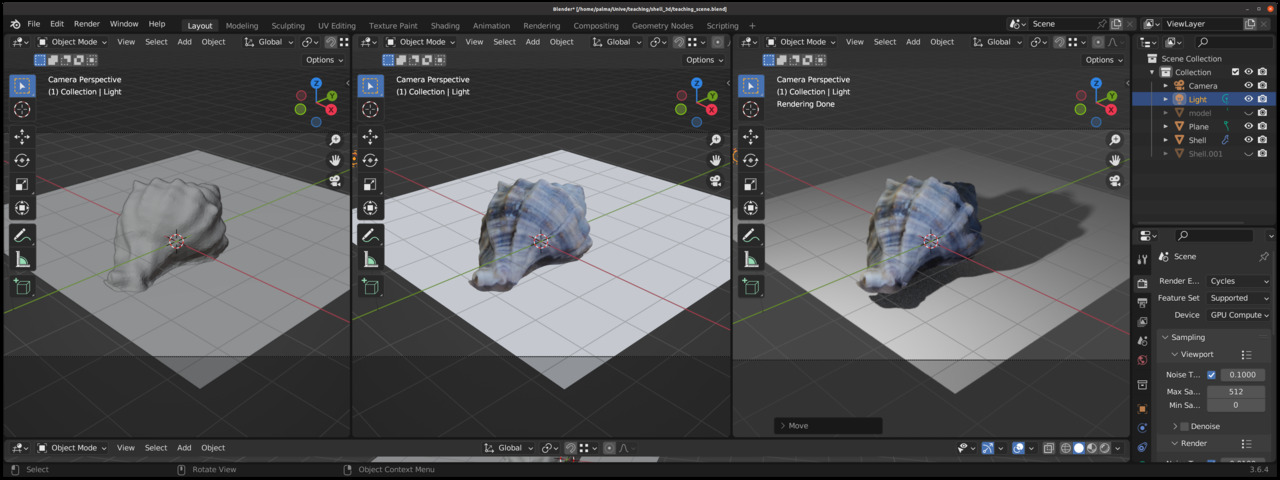 Blender* [/home/palma/Unive/teaching/shell_3d/teaching_scene.blend]
File Edit Render Window Help Layout Modeling Sculpting UV Editing Texture Paint Shading Animation Rendering Compositing Geometry Nodes Scripting + Scene ViewLayer
Object Mode View Select Add Object Global
Object Mode View Select Add Object Global
Object Mode View Select Add Object Global
Options
Options
Options
Camera Perspective
(1) Collection | Light
Camera Perspective
(1) Collection | Light
Camera Perspective
(1) Collection | Light
Rendering Done
Z
Y
X
Z
Y
X
Z
Y
X
Move
Scene Collection
Collection
Camera
Light
model
Plane
Shell
Shell.001
Scene
Render E... Cycles
Feature Set Supported
Device GPU Compute
Sampling
Viewport
Noise T... 0.1000
Max Sa... 512
Min Sa... 0
Denoise
Render
Object Mode View Select Add Object Global
Select Rotate View Object Context Menu 3.6.4